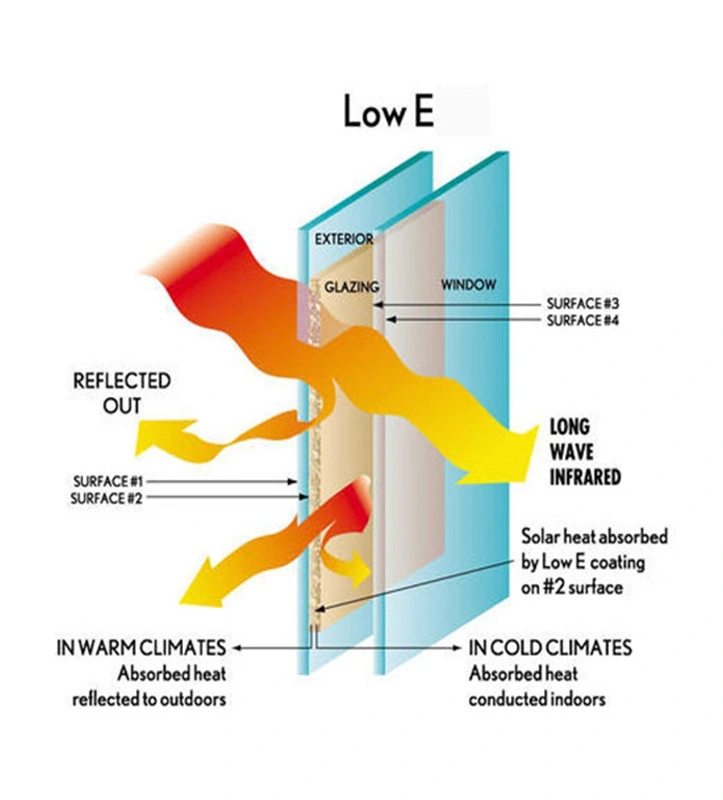 Low E
EXTERIOR
GLAZING
WINDOW
SURFACE #3
SURFACE #4
REFLECTED
OUT
LONG
WAVE
INFRARED
SURFACE #1
SURFACE #2
Solar heat absorbed
by Low E coating
on #2 surface
IN WARM CLIMATES
Absorbed heat
reflected to outdoors
IN COLD CLIMATES
Absorbed heat
conducted indoors